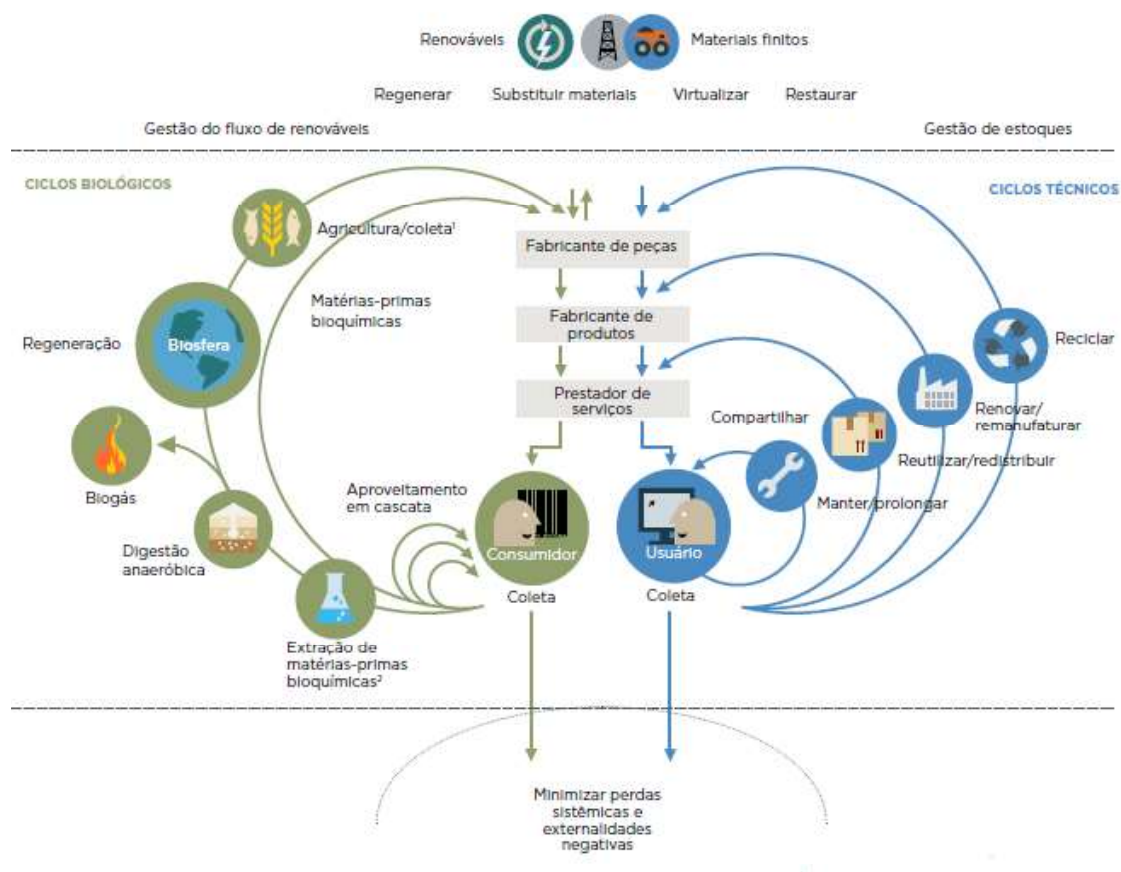 Renováveis
Materiais finitos
Regenerar
Substituir materiais
Virtualizar
Restaurar
Gestão do fluxo de renováveis
Gestão de estoques
CICLOS BIOLÓGICOS
CICLOS TÉCNICOS
Agricultura/coleta¹
Fabricante de peças
Matérias-primas
bioquímicas
Fabricante de
produtos
Regeneração
Biosfera
Reciclar
Prestador de
serviços
Compartilhar
Renovar/
remanufaturar
Reutilizar/redistribuir
Biogás
Aproveitamento
em cascata
Manter/prolongar
Digestão
anaeróbica
Consumidor
Usuário
Coleta
Coleta
Extração de
matérias-primas
bioquímicas²
Minimizar perdas
sistêmicas e
externalidades
negativas